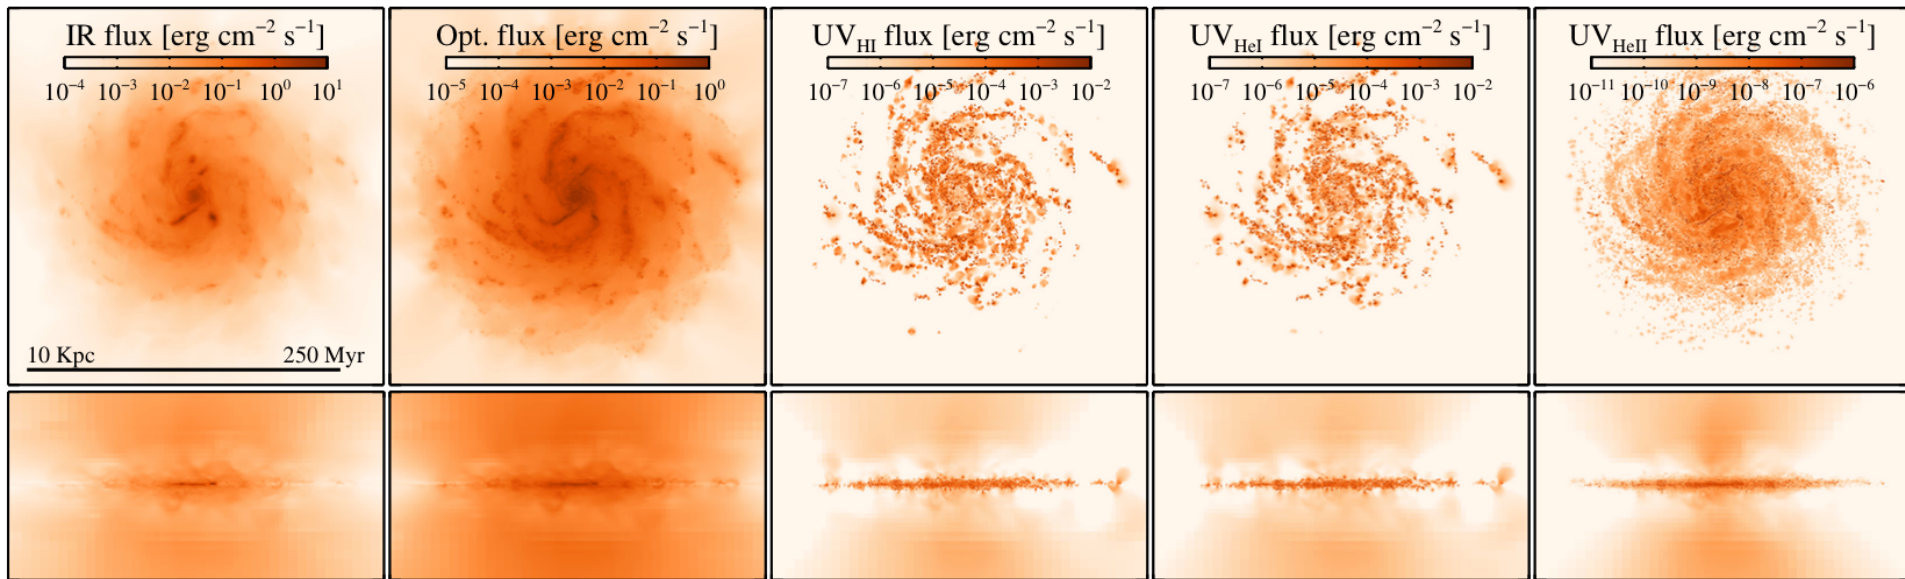 IR flux [erg cm⁻² s⁻¹]
10⁻⁴ 10⁻³ 10⁻² 10⁻¹ 10⁰ 10¹
10 Kpc 250 Myr
Opt. flux [erg cm⁻² s⁻¹]
10⁻⁵ 10⁻⁴ 10⁻³ 10⁻² 10⁻¹ 10⁰
UV_HI flux [erg cm⁻² s⁻¹]
10⁻⁷ 10⁻⁶ 10⁻⁵ 10⁻⁴ 10⁻³ 10⁻²
UV_HeI flux [erg cm⁻² s⁻¹]
10⁻⁷ 10⁻⁶ 10⁻⁵ 10⁻⁴ 10⁻³ 10⁻²
UV_HeII flux [erg cm⁻² s⁻¹]
10⁻¹¹ 10⁻¹⁰ 10⁻⁹ 10⁻⁸ 10⁻⁷ 10⁻⁶